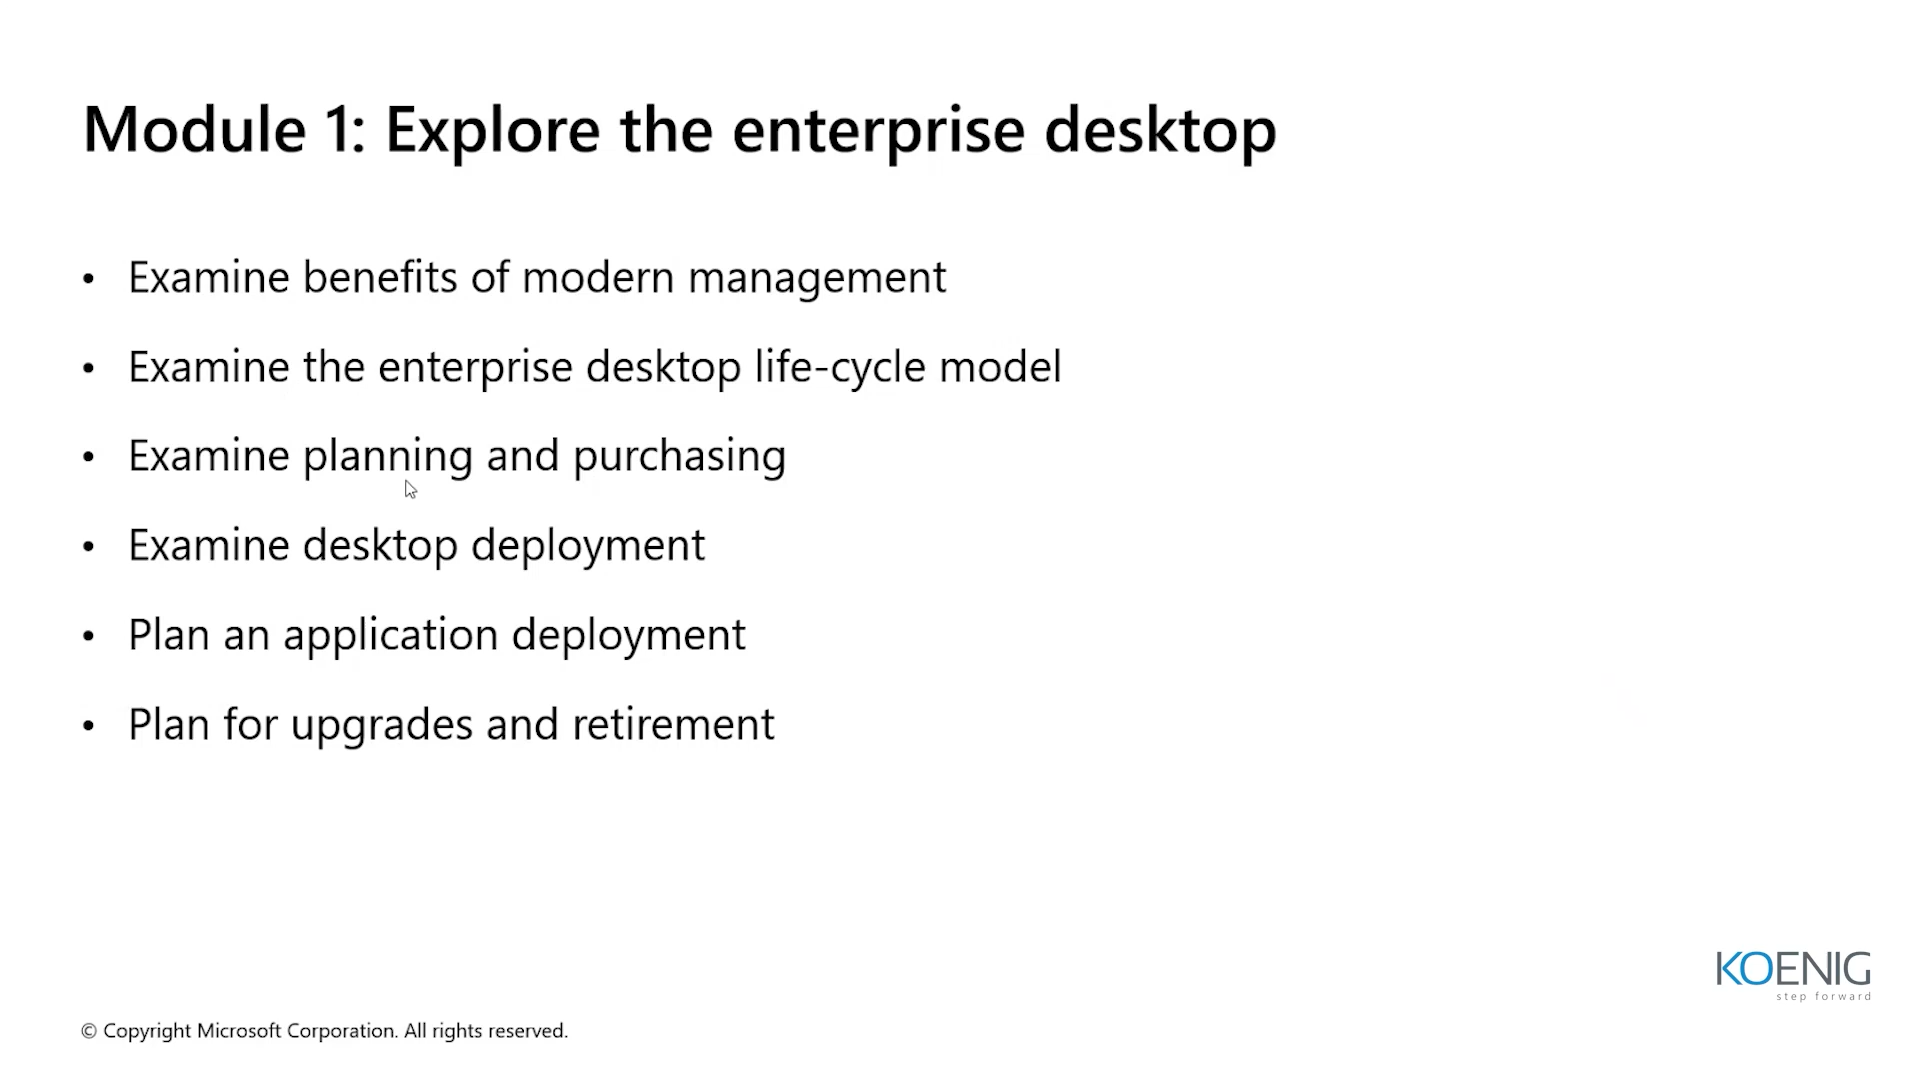 Module 1: Explore the enterprise desktop
• Examine benefits of modern management
• Examine the enterprise desktop life-cycle model
• Examine planning and purchasing
• Examine desktop deployment
• Plan an application deployment
• Plan for upgrades and retirement
KOENIG
step forward
© Copyright Microsoft Corporation. All rights reserved.